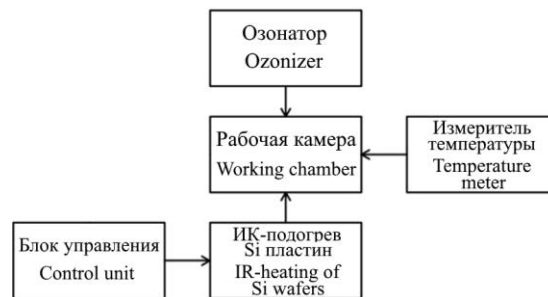 Озонатор
Ozonizer
Рабочая камера
Working chamber
Измеритель
температуры
Temperature
meter
Блок управления
Control unit
ИК-подогрев
Si пластин
IR-heating of
Si wafers